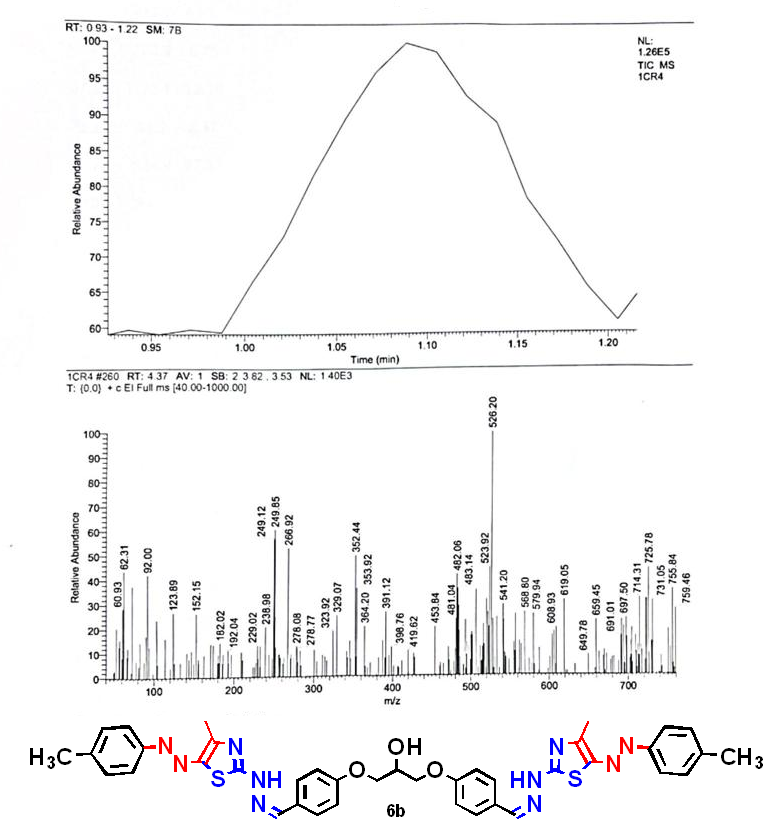 RT: 0.93 - 1.22 SM: 7B
NL:
1.26E5
TIC MS
1CR4
Relative Abundance
100
95
90
85
80
75
70
65
60
0.95
1.00
1.05
1.10
1.15
1.20
Time (min)
1CR4 #260 RT: 4.37 AV: 1 SB: 2 3.82 , 3.53 NL: 1.40E3
T: {0.0} + c EI Full ms [40.00-1000.00]
Relative Abundance
100
90
80
70
60
50
40
30
20
10
0
60.93
62.31
92.00
123.89
152.15
182.02
192.04
229.02
238.98
249.12
249.85
266.92
278.08
278.77
323.92
329.07
352.44
353.92
364.20
391.12
398.76
419.62
453.84
481.04
482.06
483.14
523.92
526.20
541.20
568.80
579.94
608.93
619.05
649.78
659.45
691.01
697.50
714.31
725.78
731.05
755.84
759.46
100
200
300
400
500
600
700
m/z
H₃C
N
N
S
N
NH
N
O
OH
O
N
HN
N
S
N
N
CH₃
6b